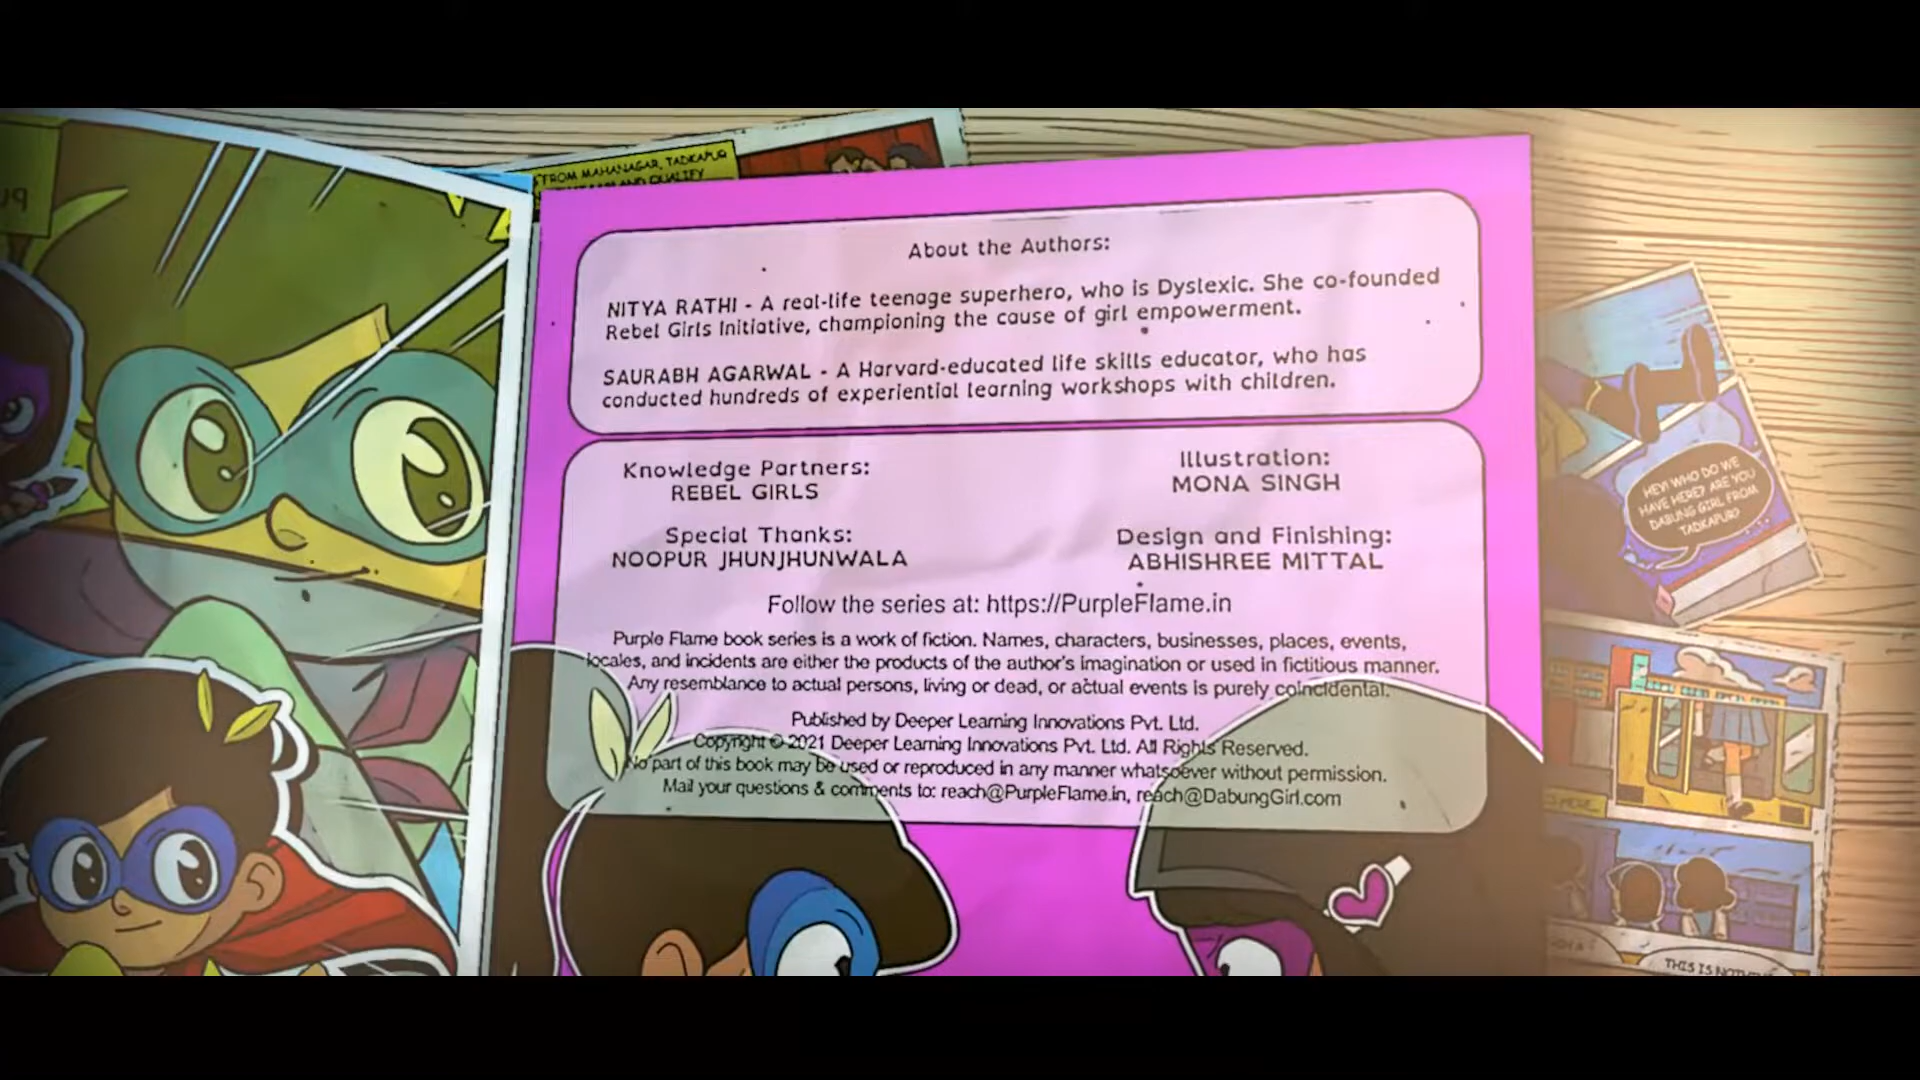 FROM MAHANAGAR, TADKAPUR
AND QUALIFY
About the Authors:
NITYA RATHI - A real-life teenage superhero, who is Dyslexic. She co-founded
Rebel Girls Initiative, championing the cause of girl empowerment.
SAURABH AGARWAL - A Harvard-educated life skills educator, who has
conducted hundreds of experiential learning workshops with children.
Knowledge Partners:
REBEL GIRLS
Illustration:
MONA SINGH
Special Thanks:
NOOPUR JHUNJHUNWALA
Design and Finishing:
ABHISHREE MITTAL
Follow the series at: https://PurpleFlame.in
Purple Flame book series is a work of fiction. Names, characters, businesses, places, events,
locales, and incidents are either the products of the author's imagination or used in fictitious manner.
Any resemblance to actual persons, living or dead, or actual events is purely coincidental.
Published by Deeper Learning Innovations Pvt. Ltd.
Copyright © 2021 Deeper Learning Innovations Pvt. Ltd. All Rights Reserved.
No part of this book may be used or reproduced in any manner whatsoever without permission.
Mail your questions & comments to: reach@PurpleFlame.in, reach@DabungGirl.com
HEY! WHO DO WE
HAVE HERE? ARE YOU
DABUNG GIRL FROM
TADKAPUR?
THIS IS